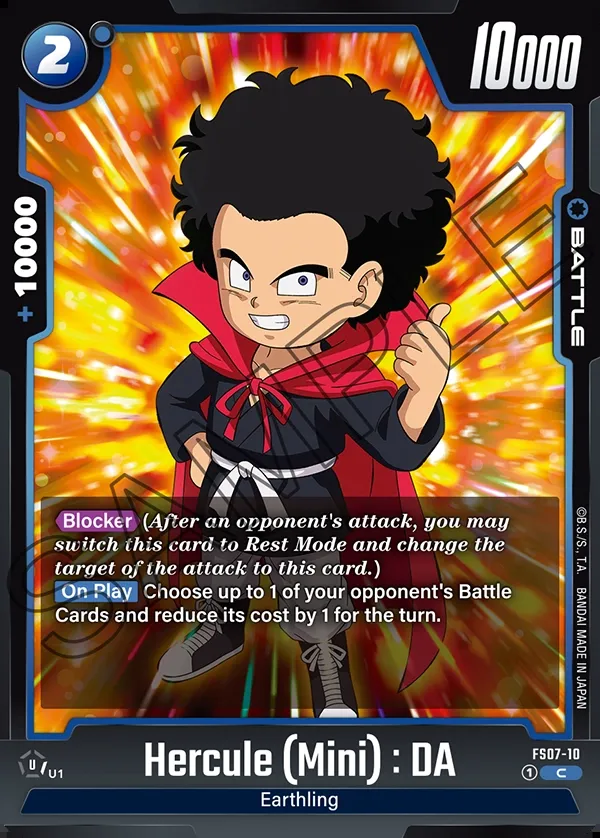 2
10000
+10000
BATTLE
SAMPLE
Blocker (After an opponent's attack, you may
switch this card to Rest Mode and change the
target of the attack to this card.)
On Play Choose up to 1 of your opponent's Battle
Cards and reduce its cost by 1 for the turn.
©B.S./S., T.A. BANDAI MADE IN JAPAN
U/U1
Hercule (Mini) : DA
FS07-10
1 C
Earthling